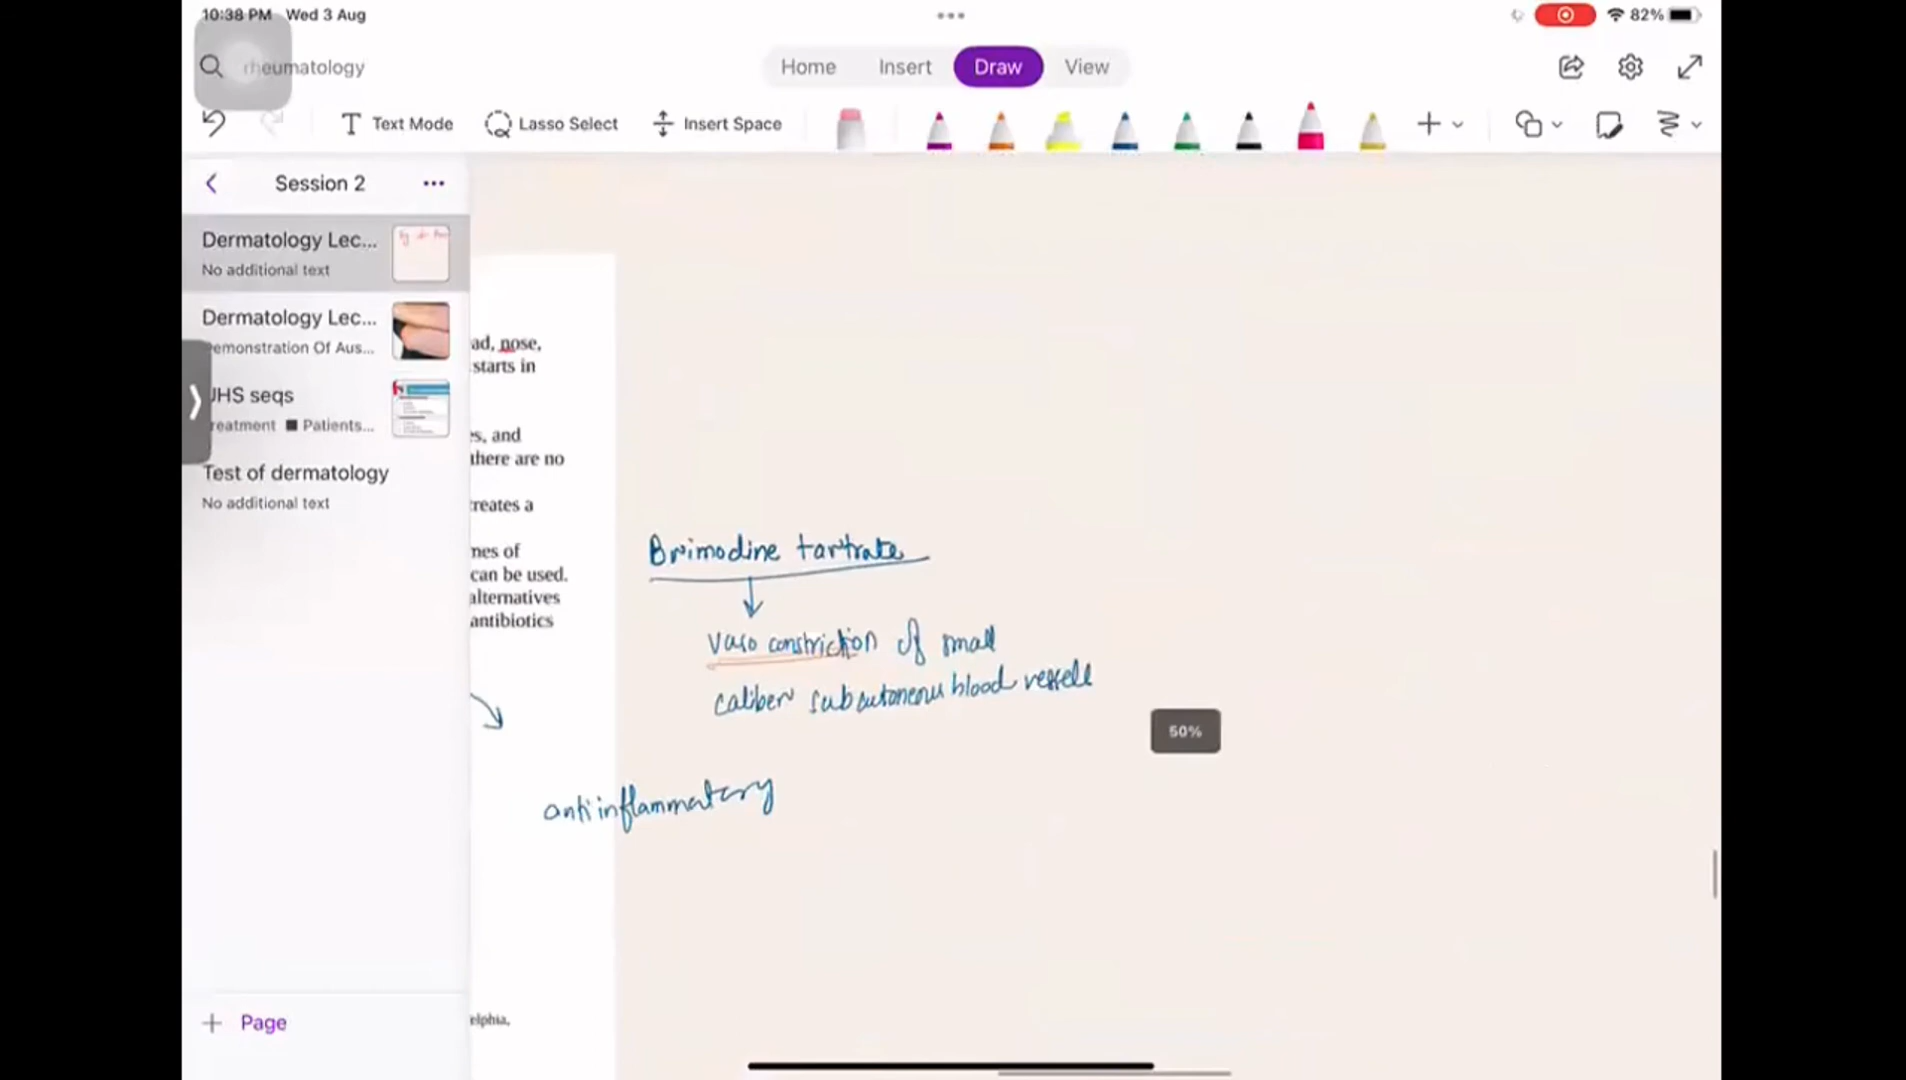 10:38 PM Wed 3 Aug
82%
rheumatology
Home
Insert
Draw
View
Text Mode
Lasso Select
Insert Space
Session 2
Dermatology Lec...
No additional text
Dermatology Lec...
emonstration Of Aus...
UHS seqs
reatment ■ Patients...
Test of dermatology
No additional text
Page
ad, nose,
starts in
s, and
there are no
reates a
nes of
can be used.
alternatives
antibiotics
elphia,
Brimodine tartrate
Vaso constriction of small
caliber subcutaneous blood vessels
antiinflammatory
50%